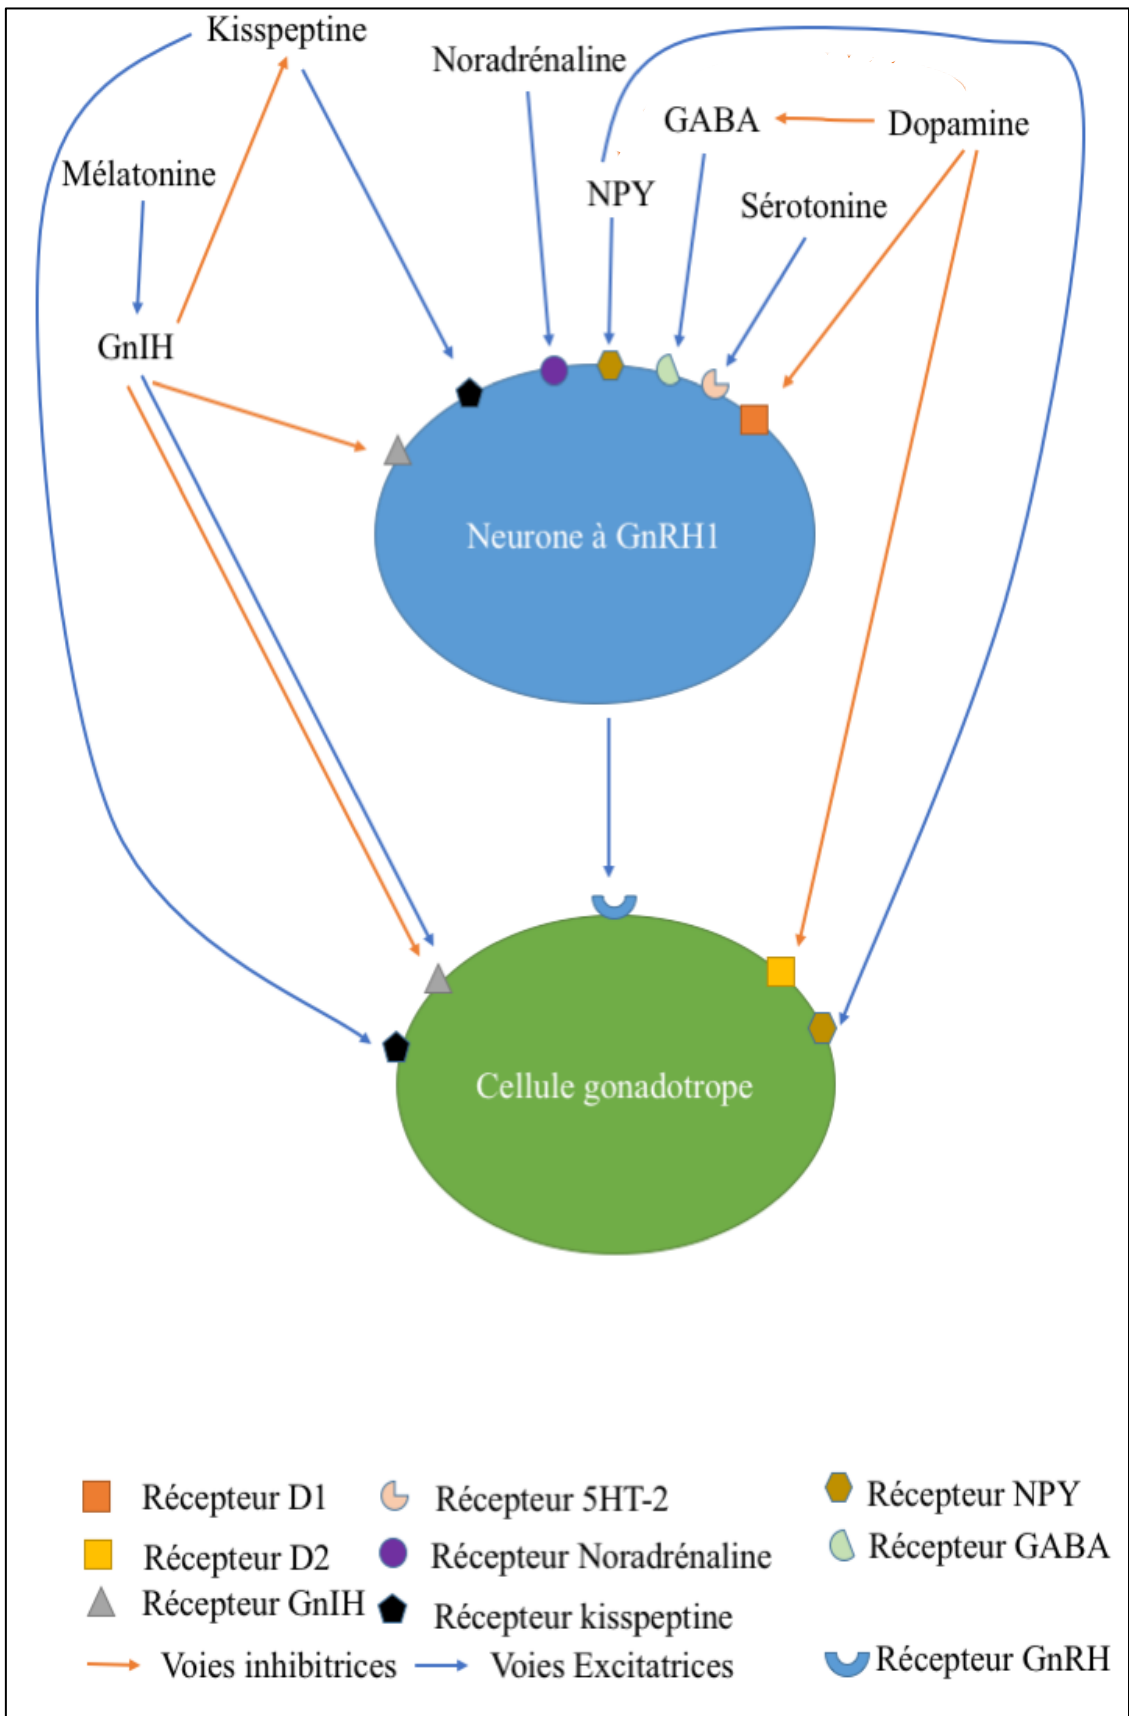 Kisspeptine
Noradrénaline
GABA
Dopamine
Mélatonine
NPY
Sérotonine
GnIH
Neurone à GnRH1
Cellule gonadotrope
Récepteur D1
Récepteur 5HT-2
Récepteur NPY
Récepteur D2
Récepteur Noradrénaline
Récepteur GABA
Récepteur GnIH
Récepteur kisspeptine
Voies inhibitrices
Voies Excitatrices
Récepteur GnRH